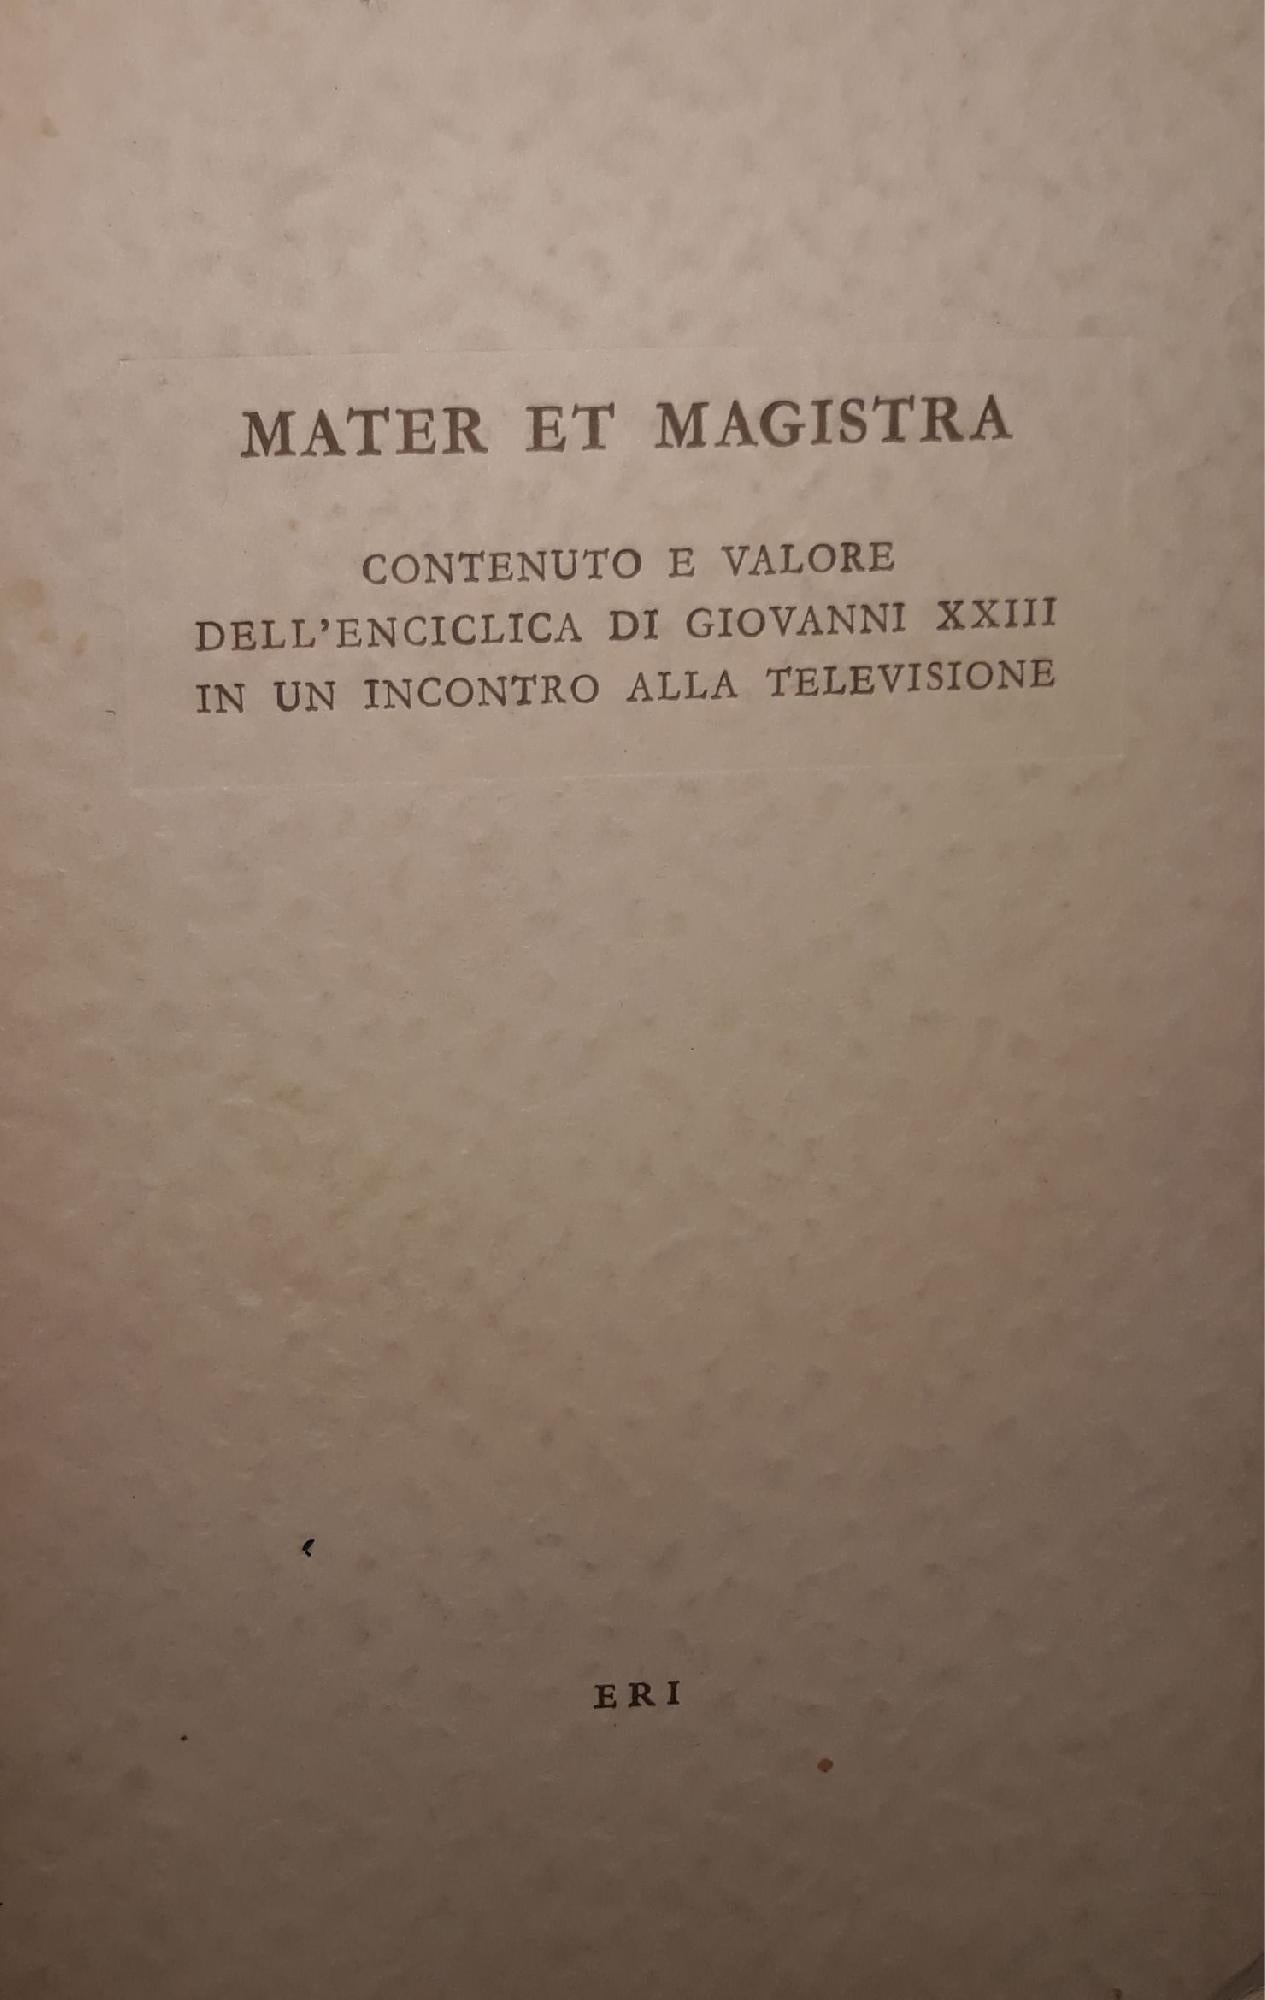 MATER ET MAGISTRA
CONTENUTO E VALORE
DELL'ENCICLICA DI GIOVANNI XXIII
IN UN INCONTRO ALLA TELEVISIONE
ERI